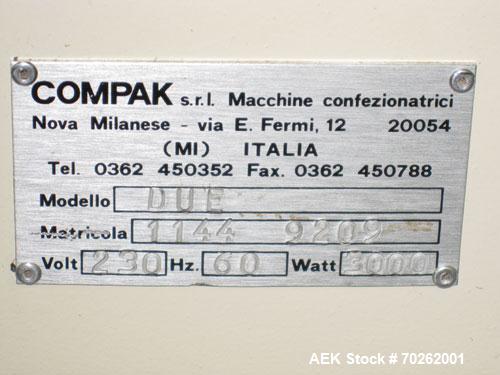 COMPAK s.r.l. Macchine confezionatrici
Nova Milanese - via E. Fermi, 12 20054
(MI) ITALIA
Tel. 0362 450352 Fax. 0362 450788
Modello DUE
Matricola 1144 9209
Volt 230 Hz. 60 Watt 3000
AEK Stock # 70262001